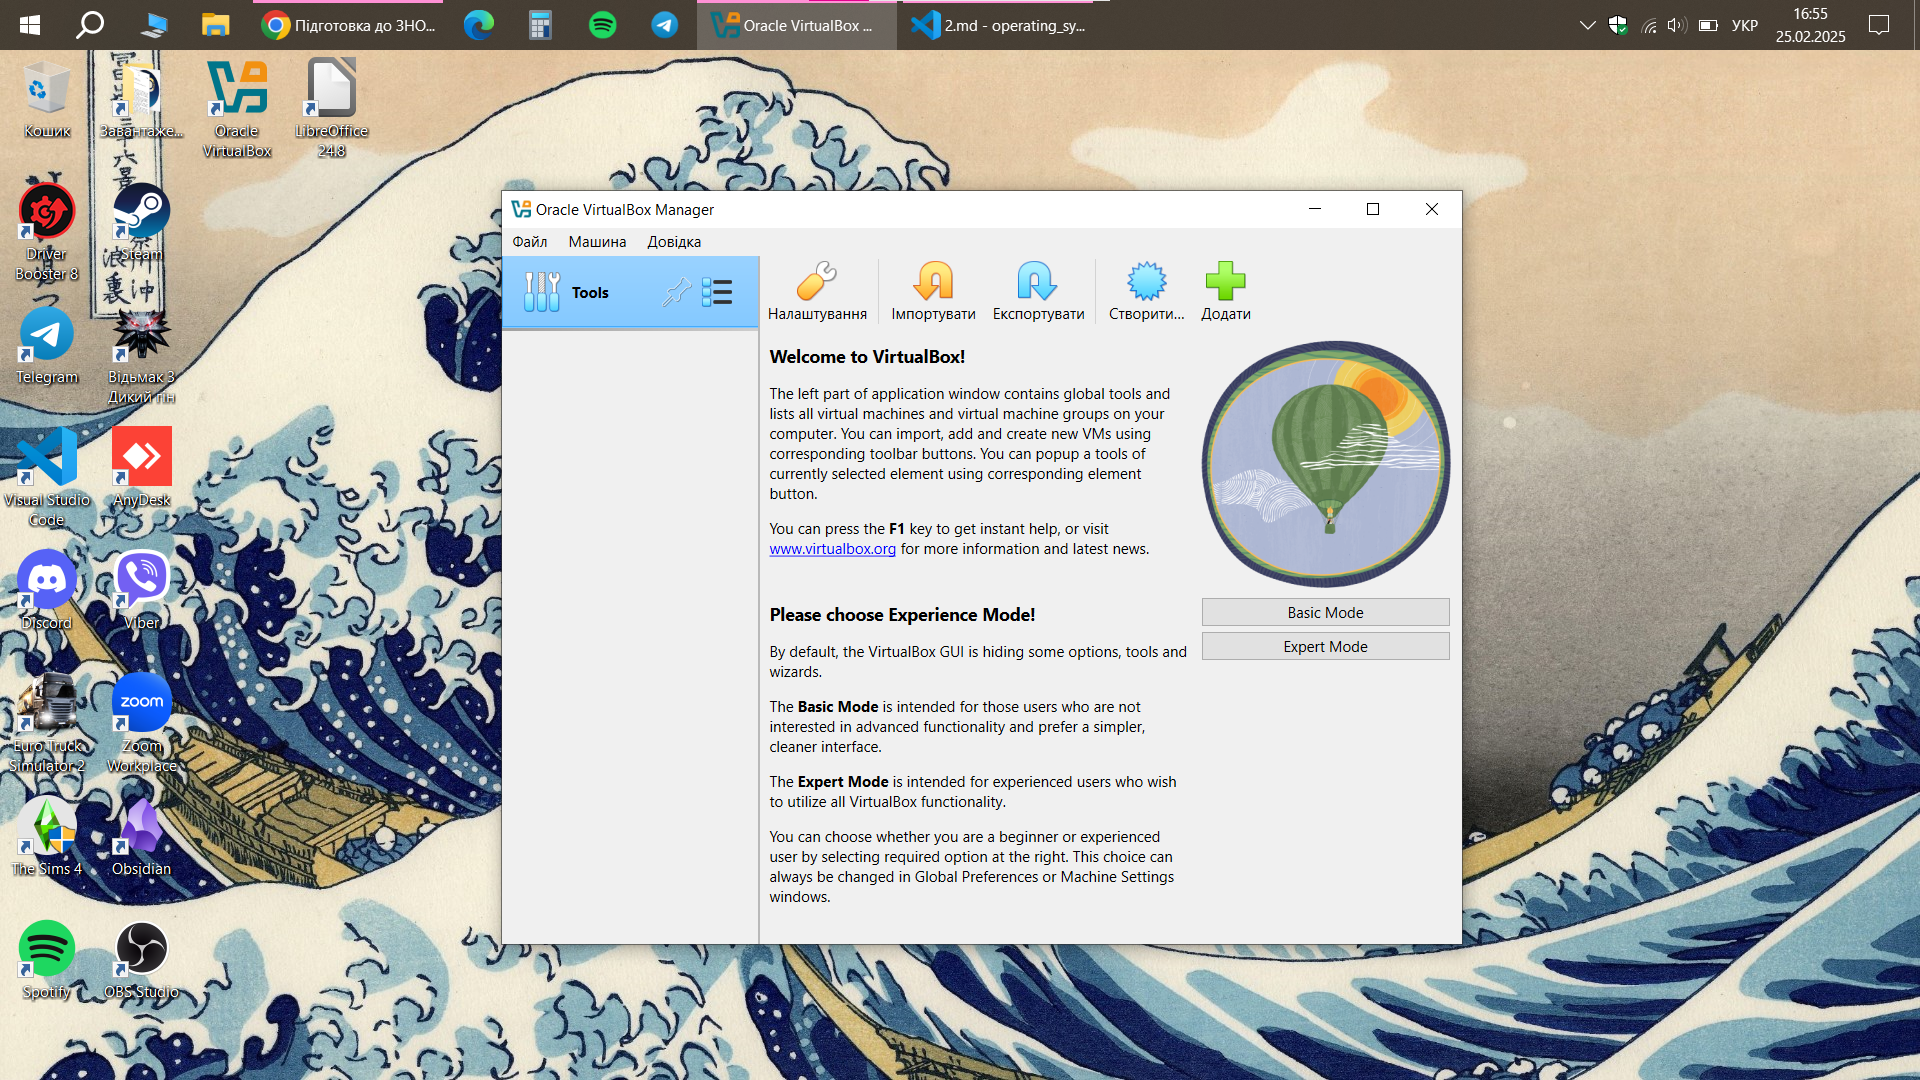 Підготовка до ЗНО...
Oracle VirtualBox ...
2.md - operating_sy...
УКР
16:55
25.02.2025
Кошик
Завантаже...
Oracle
VirtualBox
LibreOffice
24.8
Driver
Booster 8
Steam
Telegram
Відьмак 3
Дикий гін
Visual Studio
Code
AnyDesk
Discord
Viber
Euro Truck
Simulator 2
zoom
Zoom
Workplace
The Sims 4
Obsidian
Spotify
OBS Studio
Oracle VirtualBox Manager
Файл
Машина
Довідка
Tools
Налаштування
Імпортувати
Експортувати
Створити...
Додати
Welcome to VirtualBox!
The left part of application window contains global tools and
lists all virtual machines and virtual machine groups on your
computer. You can import, add and create new VMs using
corresponding toolbar buttons. You can popup a tools of
currently selected element using corresponding element
button.
You can press the F1 key to get instant help, or visit
www.virtualbox.org for more information and latest news.
Please choose Experience Mode!
By default, the VirtualBox GUI is hiding some options, tools and
wizards.
The Basic Mode is intended for those users who are not
interested in advanced functionality and prefer a simpler,
cleaner interface.
The Expert Mode is intended for experienced users who wish
to utilize all VirtualBox functionality.
You can choose whether you are a beginner or experienced
user by selecting required option at the right. This choice can
always be changed in Global Preferences or Machine Settings
windows.
Basic Mode
Expert Mode